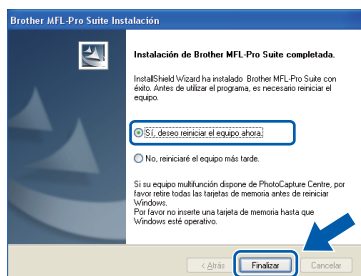 Brother MFL-Pro Suite Instalación
Instalación de Brother MFL-Pro Suite completada.
InstallShield Wizard ha instalado Brother MFL-Pro Suite con
éxito. Antes de utilizar el programa, es necesario reiniciar el
equipo.
Sí, deseo reiniciar el equipo ahora.
No, reiniciaré el equipo más tarde.
Si su equipo multifunción dispone de PhotoCapture Centre, por
favor retire todas las tarjetas de memoria antes de reiniciar
Windows.
Por favor no inserte una tarjeta de memoria hasta que
Windows esté operativo.
< Atrás
Finalizar
Cancelar